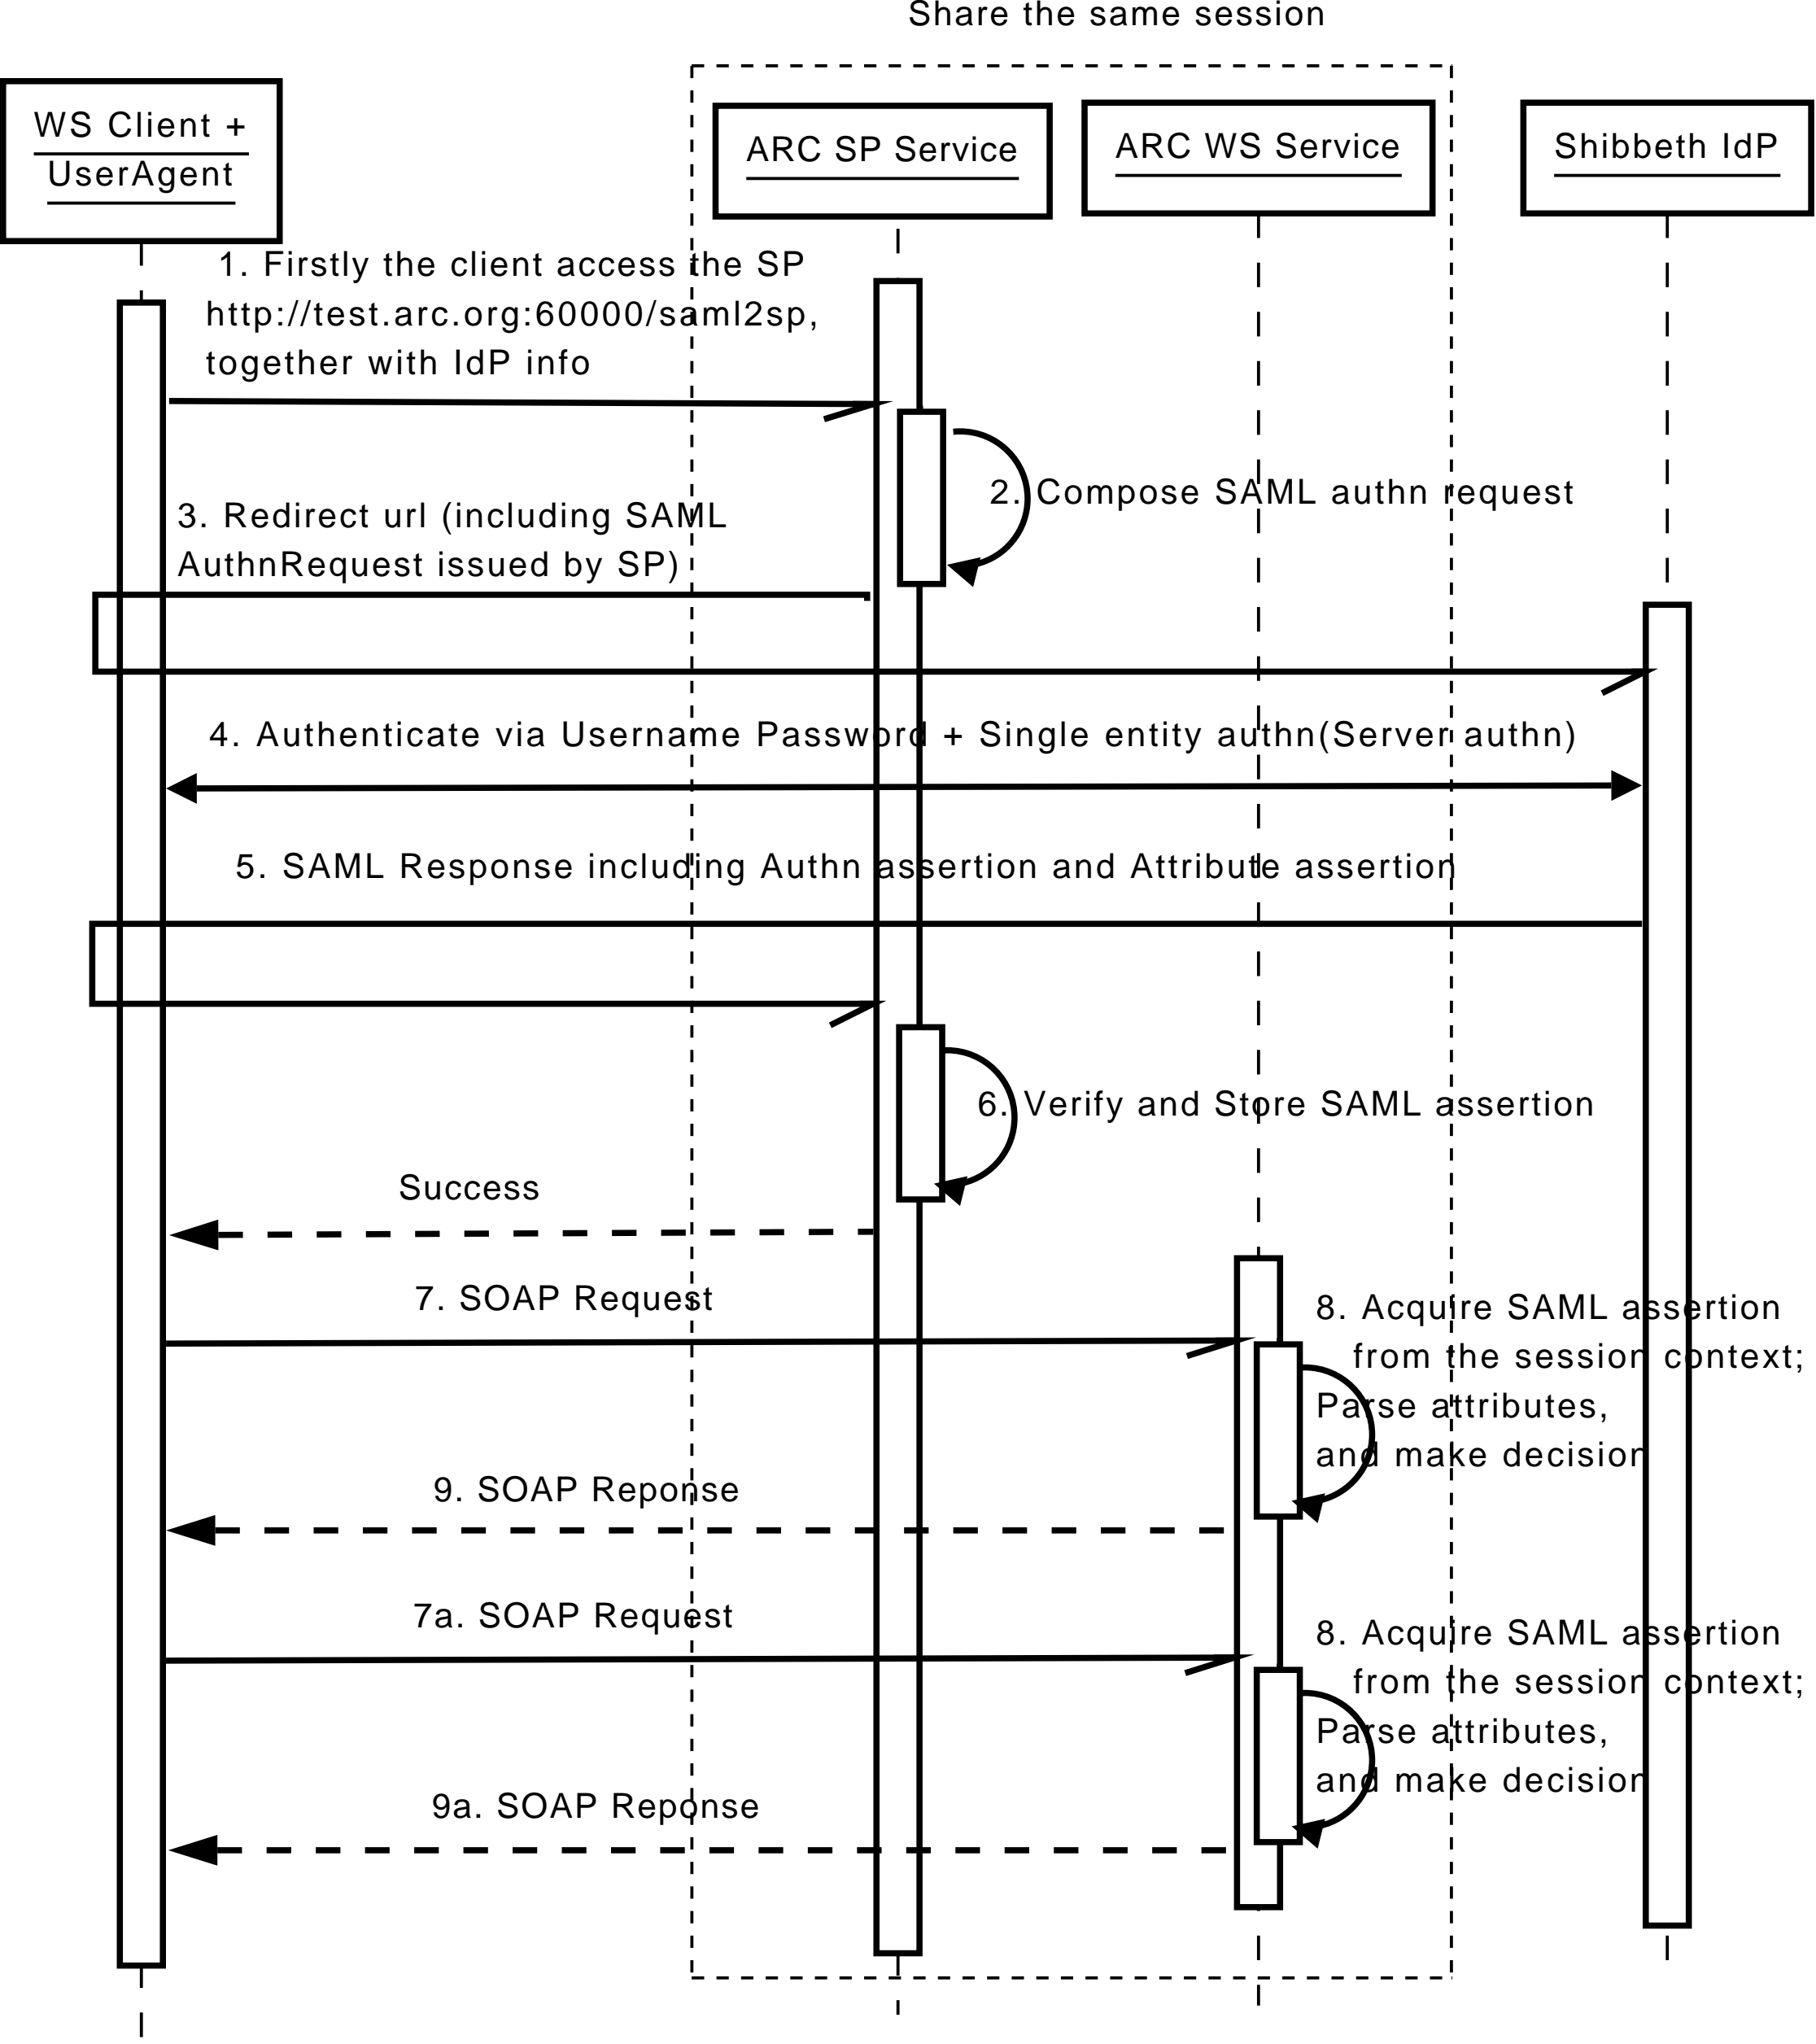 Share the same session
WS Client +
UserAgent
ARC SP Service
ARC WS Service
Shibbeth IdP
1. Firstly the client access the SP
http://test.arc.org:60000/saml2sp,
together with IdP info
2. Compose SAML authn request
3. Redirect url (including SAML
AuthnRequest issued by SP)
4. Authenticate via Username Password + Single entity authn(Server authn)
5. SAML Response including Authn assertion and Attribute assertion
6. Verify and Store SAML assertion
Success
7. SOAP Request
8. Acquire SAML assertion
from the session context;
Parse attributes,
and make decision
9. SOAP Reponse
7a. SOAP Request
8. Acquire SAML assertion
from the session context;
Parse attributes,
and make decision
9a. SOAP Reponse